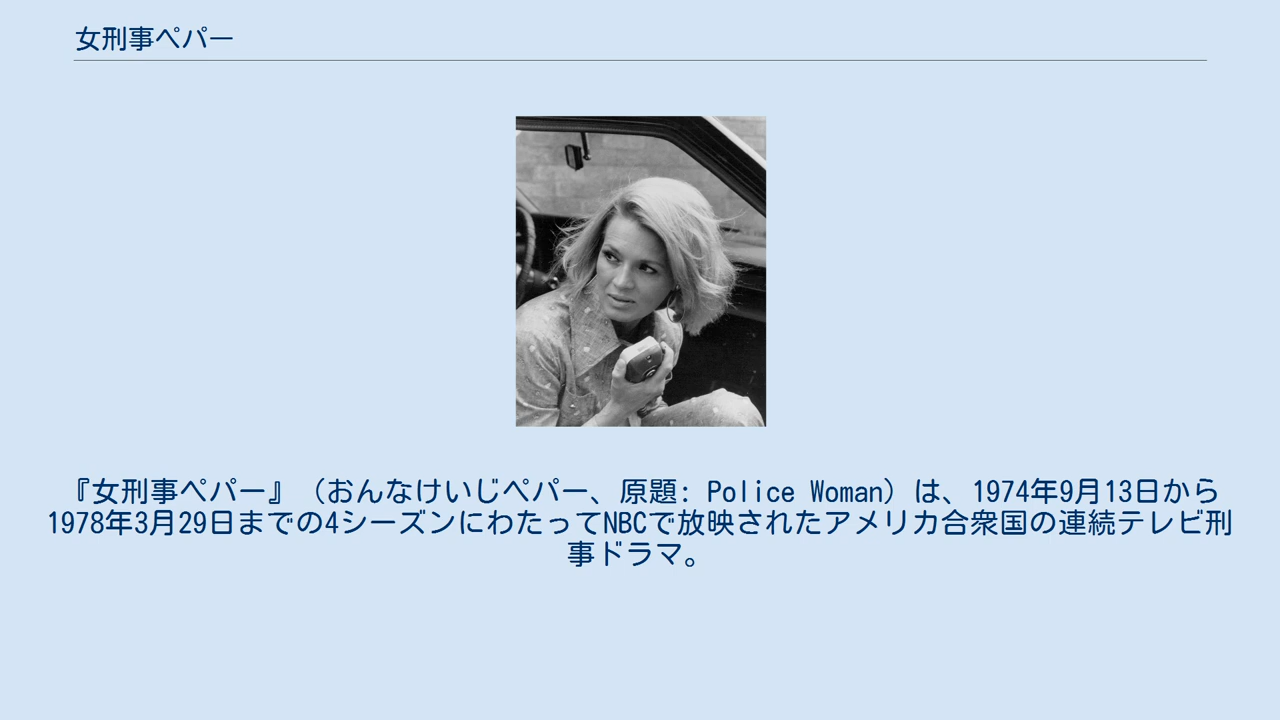 女刑事ペパー
『女刑事ペパー』（おんなけいじペパー、原題: Police Woman）は、1974年9月13日から
1978年3月29日までの4シーズンにわたってNBCで放映されたアメリカ合衆国の連続テレビ刑
事ドラマ。